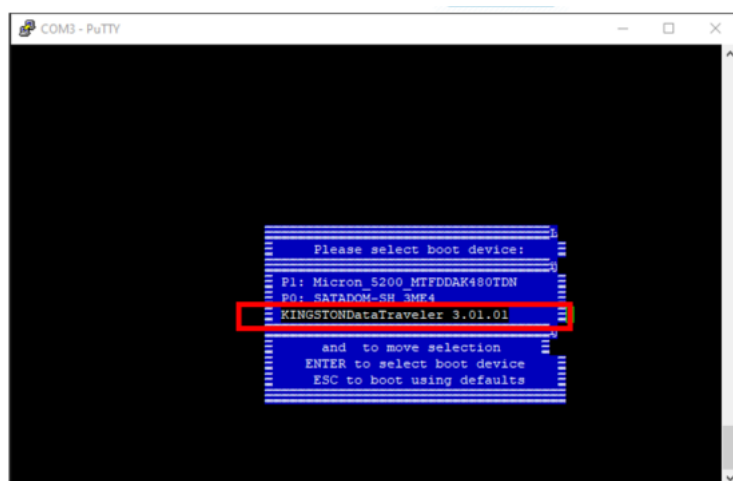 COM3 - PuTTY
Please select boot device:
P1: Micron_5200_MTFDDAK480TDN
P0: SATADOM-SH 3ME4
KINGSTONDataTraveler 3.01.01
and to move selection
ENTER to select boot device
ESC to boot using defaults